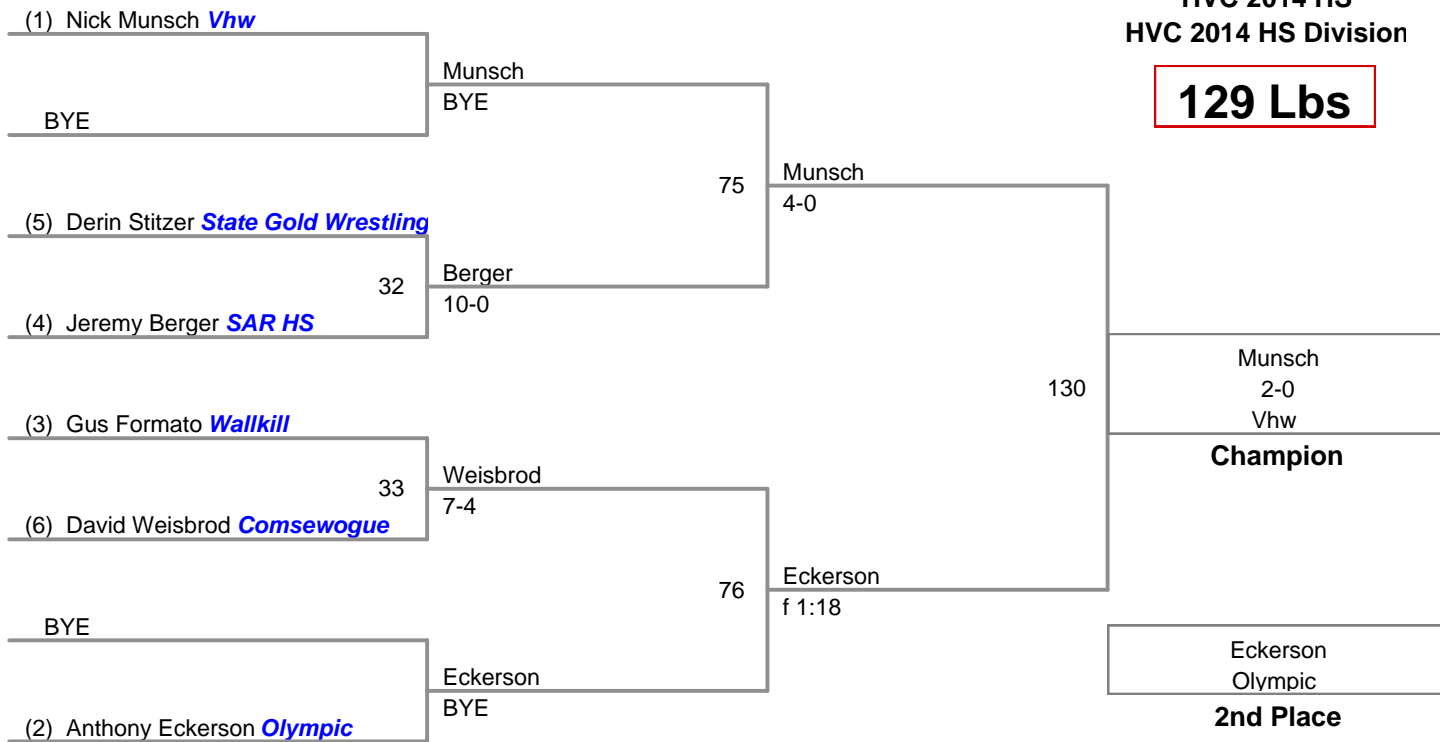 HVC 2014 HS
HVC 2014 HS Division
129 Lbs
(1) Nick Munsch Vhw
Munsch
BYE
BYE
75
Munsch
4-0
(5) Derin Stitzer State Gold Wrestling
32
Berger
10-0
(4) Jeremy Berger SAR HS
130
Munsch
2-0
Vhw
Champion
(3) Gus Formato Wallkill
33
Weisbrod
7-4
(6) David Weisbrod Comsewogue
76
Eckerson
f 1:18
BYE
Eckerson
BYE
(2) Anthony Eckerson Olympic
Eckerson
Olympic
2nd Place